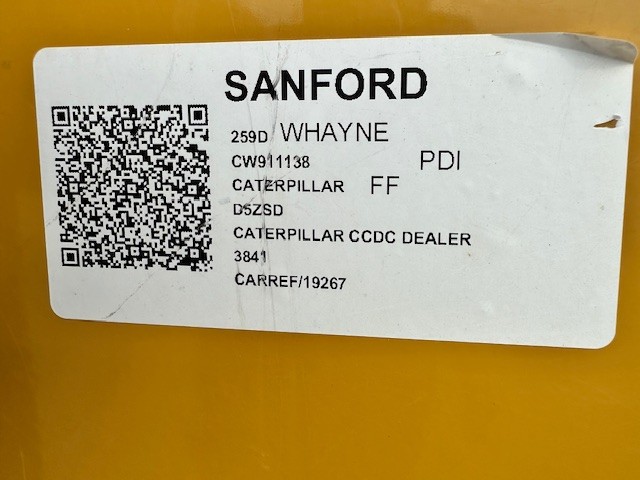 SANFORD
259D WHAYNE
CW911138 PDI
CATERPILLAR FF
D5ZSD
CATERPILLAR CCDC DEALER
3841
CARREF/19267